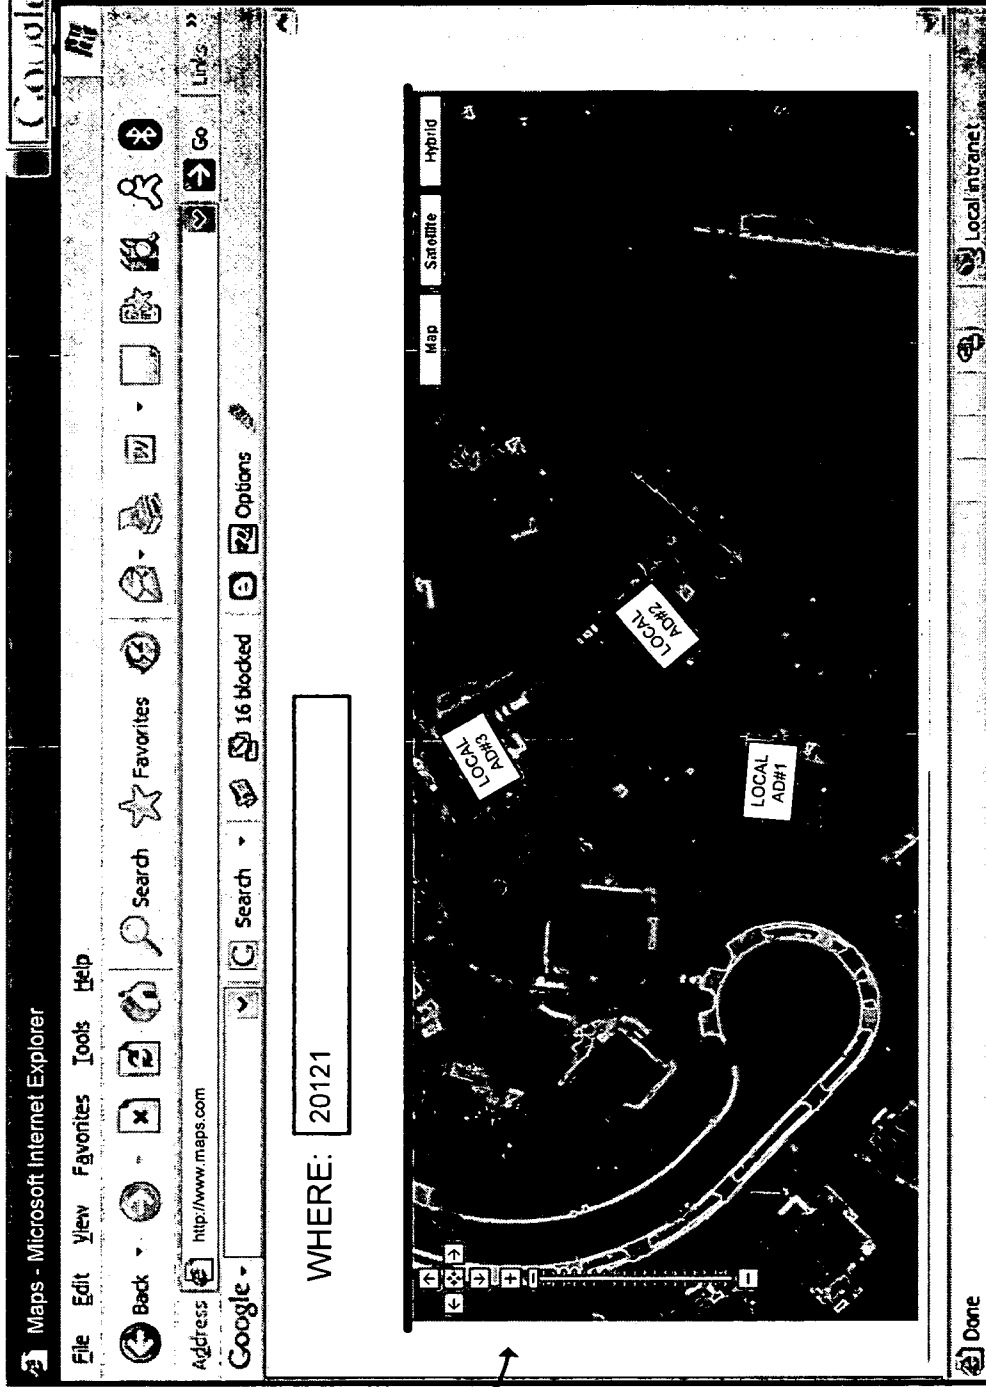 Maps - Microsoft Internet Explorer
Google
File Edit View Favorites Tools Help
Back Search Favorites W
Address http://www.maps.com Go Links »
Google G Search 16 blocked Options
WHERE: 20121
Map Satellite Hybrid
LOCAL
AD#3
LOCAL
AD#2
LOCAL
AD#1
Done Local intranet